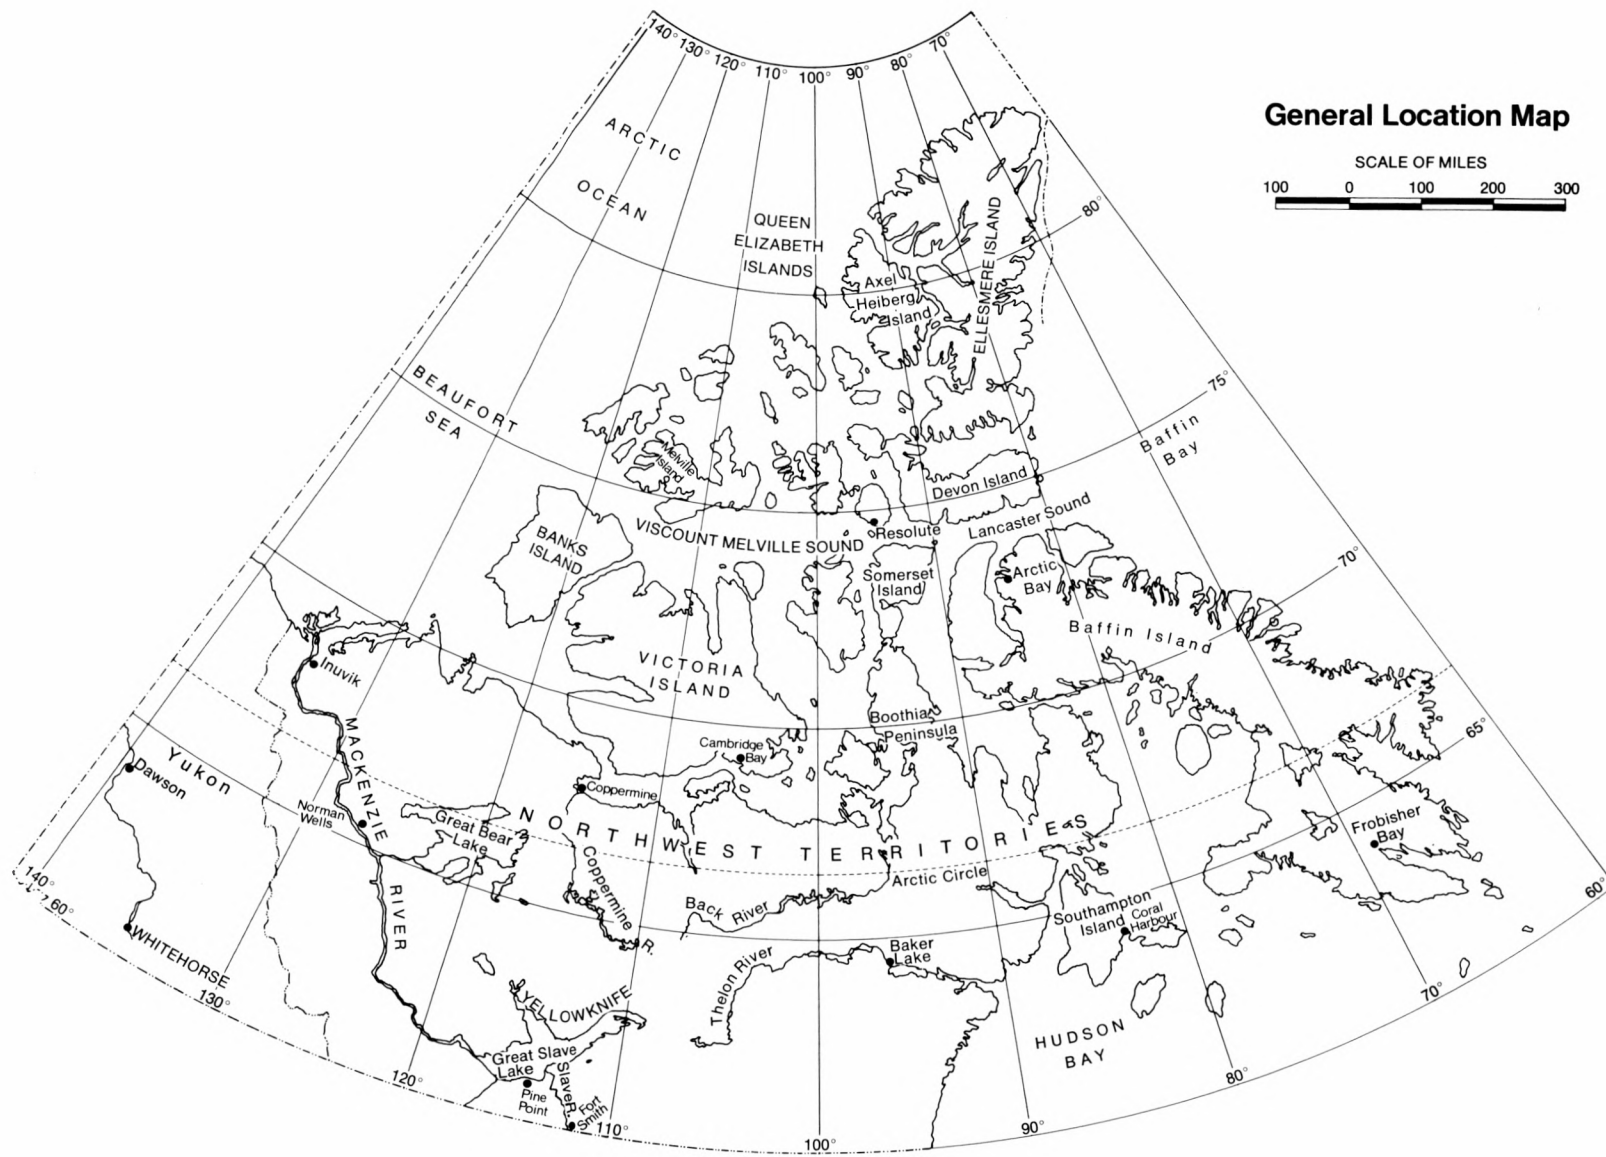 140° 130° 120° 110° 100° 90° 80° 70°
General Location Map
SCALE OF MILES
100 0 100 200 300
ARCTIC
OCEAN
QUEEN
ELIZABETH
ISLANDS
80°
ELLESMERE ISLAND
Axel
Heiberg
Island
75°
BEAUFORT
SEA
Baffin
Bay
Melville
Island
Devon Island
Lancaster Sound
VISCOUNT MELVILLE SOUND
Resolute
BANKS
ISLAND
Somerset
Island
Arctic
Bay
70°
Baffin Island
Inuvik
VICTORIA
ISLAND
Boothia
Peninsula
65°
MACKENZIE
RIVER
Cambridge
Bay
Yukon
Dawson
Coppermine
Norman
Wells
Great Bear
Lake
NORTHWEST TERRITORIES
Frobisher
Bay
Coppermine
R.
Arctic Circle
Back River
Southampton
Island
Coral
Harbour
60°
140°
60°
WHITEHORSE
130°
Baker
Lake
Thelon River
YELLOWKNIFE
70°
HUDSON
BAY
Great Slave
Lake
Slave R.
Pine
Point
Fort
Smith
120°
110°
100°
90°
80°